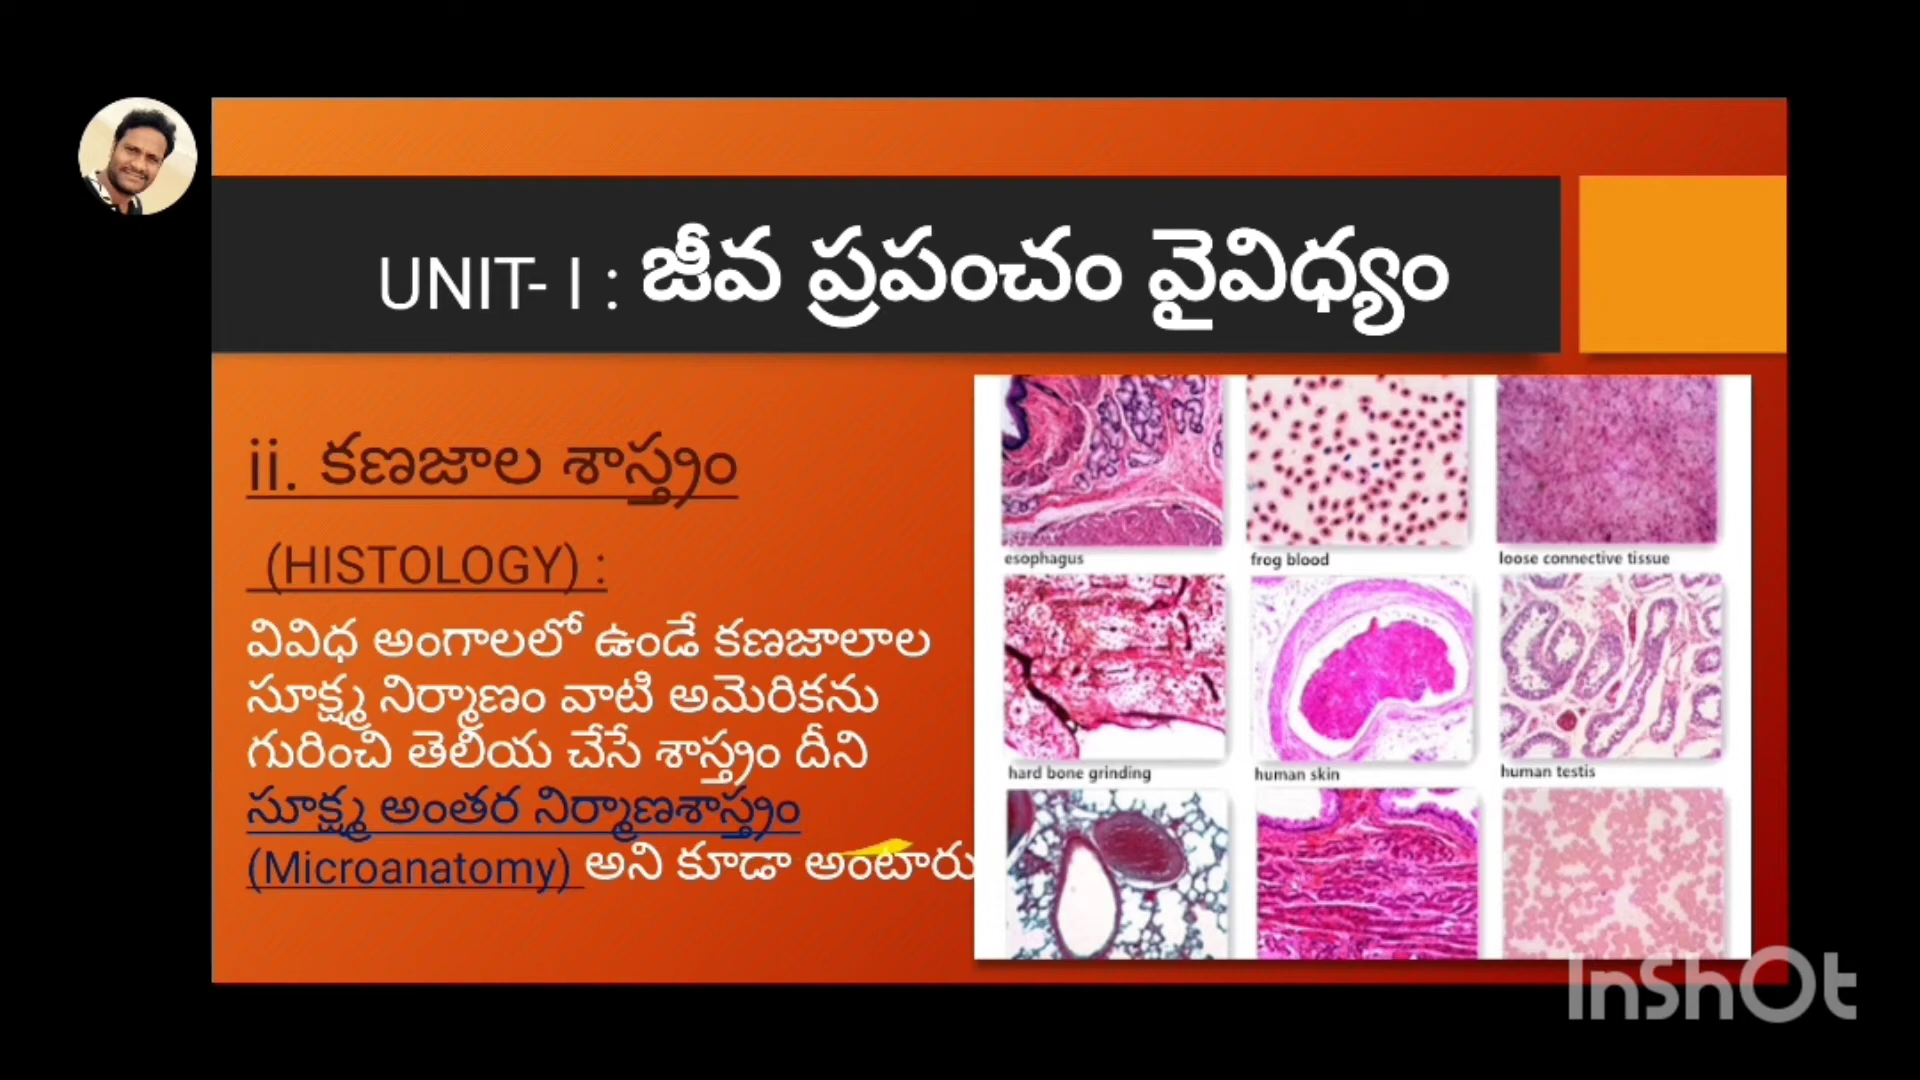 UNIT- I : జీవ ప్రపంచం వైవిధ్యం
ii. కణజాల శాస్త్రం
(HISTOLOGY) :
వివిధ అంగాలలో ఉండే కణజాలాల
సూక్ష్మ నిర్మాణం వాటి అమెరికను
గురించి తెలియ చేసే శాస్త్రం దీని
సూక్ష్మ అంతర నిర్మాణశాస్త్రం
(Microanatomy) అని కూడా అంటారు
esophagus
frog blood
loose connective tissue
hard bone grinding
human skin
human testis
InShOt